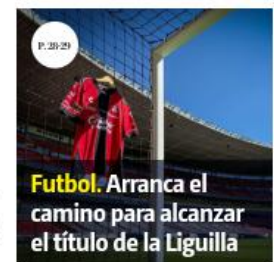 P. 28-29
Futbol. Arranca el
camino para alcanzar
el título de la Liguilla